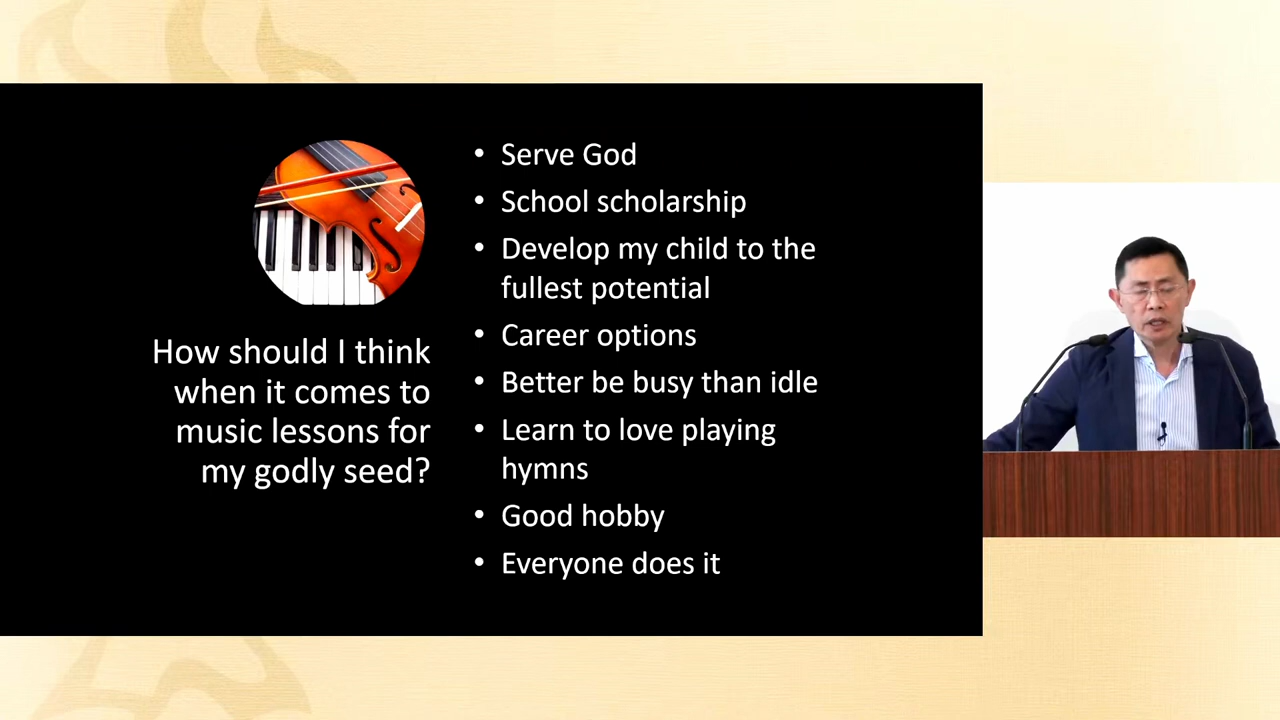 How should I think
when it comes to
music lessons for
my godly seed?
• Serve God
• School scholarship
• Develop my child to the
fullest potential
• Career options
• Better be busy than idle
• Learn to love playing
hymns
• Good hobby
• Everyone does it